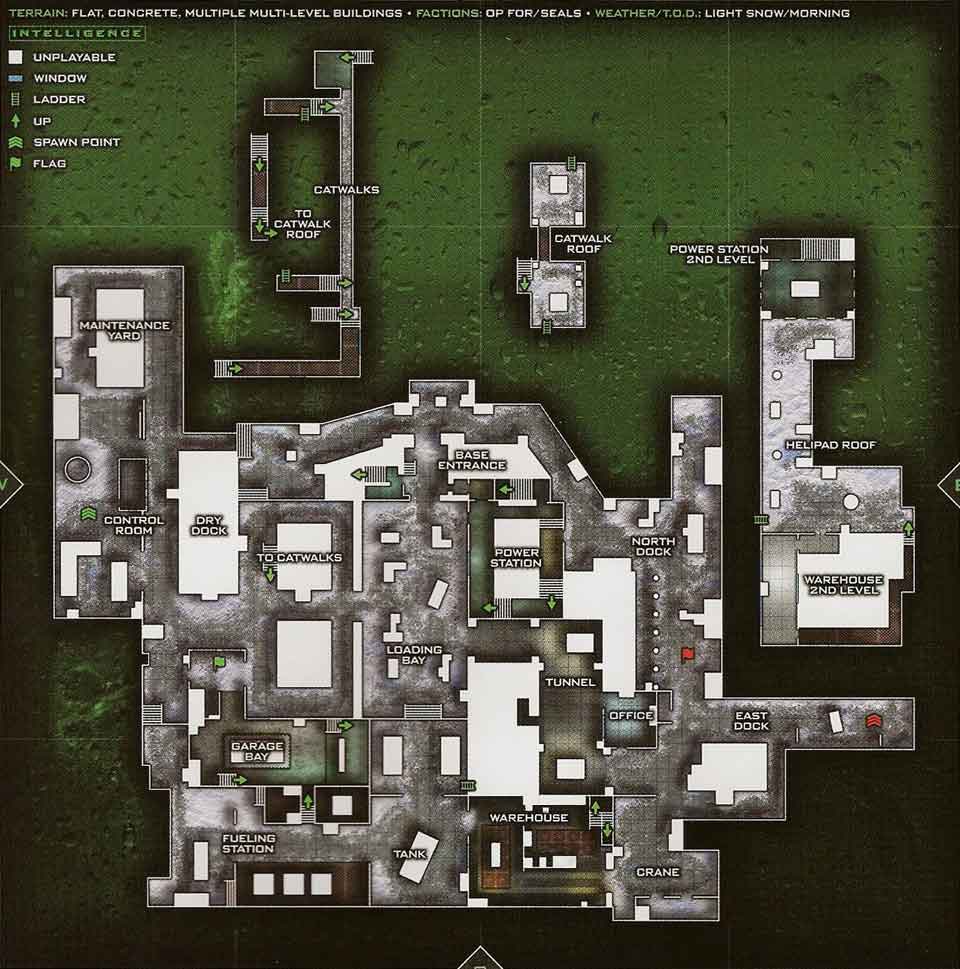 TERRAIN: FLAT, CONCRETE, MULTIPLE MULTI-LEVEL BUILDINGS • FACTIONS: OP FOR/SEALS • WEATHER/T.O.D.: LIGHT SNOW/MORNING
INTELLIGENCE
UNPLAYABLE
WINDOW
LADDER
UP
SPAWN POINT
FLAG
CATWALKS
TO
CATWALK
ROOF
CATWALK
ROOF
POWER STATION
2ND LEVEL
MAINTENANCE
YARD
HELIPAD ROOF
BASE
ENTRANCE
CONTROL
ROOM
DRY
DOCK
TO CATWALKS
POWER
STATION
NORTH
DOCK
WAREHOUSE
2ND LEVEL
LOADING
BAY
TUNNEL
OFFICE
EAST
DOCK
GARAGE
BAY
FUELING
STATION
TANK
WAREHOUSE
CRANE